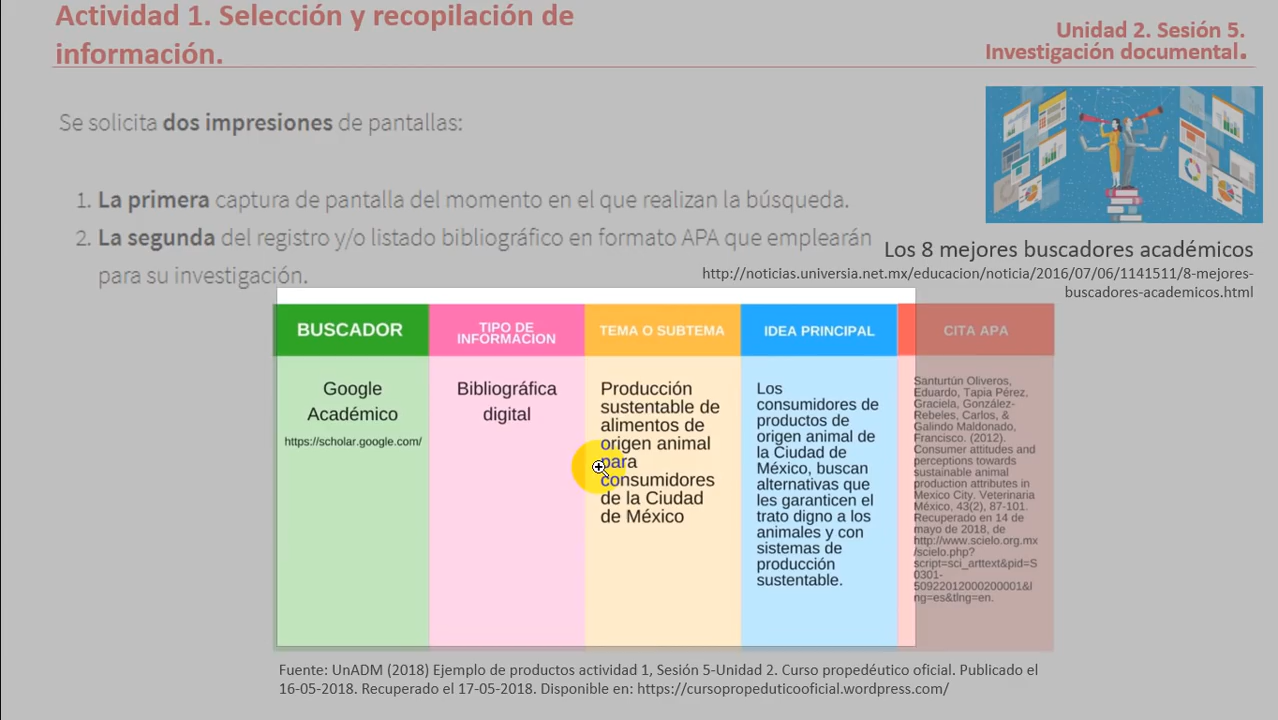 Actividad 1. Selección y recopilación de
información.
Unidad 2. Sesión 5.
Investigación documental.
Se solicita dos impresiones de pantallas:
1. La primera captura de pantalla del momento en el que realizan la búsqueda.
2. La segunda del registro y/o listado bibliográfico en formato APA que emplearán
para su investigación.
Los 8 mejores buscadores académicos
http://noticias.universia.net.mx/educacion/noticia/2016/07/06/1141511/8-mejores-
buscadores-academicos.html
BUSCADOR
Google
Académico
https://scholar.google.com/
TIPO DE
INFORMACION
Bibliográfica
digital
TEMA O SUBTEMA
Producción
sustentable de
alimentos de
origen animal
para
consumidores
de la Ciudad
de México
IDEA PRINCIPAL
Los
consumidores de
productos de
origen animal de
la Ciudad de
México, buscan
alternativas que
les garanticen el
trato digno a los
animales y con
sistemas de
producción
sustentable.
CITA APA
Santurtún Oliveros,
Eduardo, Tapia Pérez,
Graciela, González-
Rebeles, Carlos, &
Galindo Maldonado,
Francisco. (2012).
Consumer attitudes and
perceptions towards
sustainable animal
production attributes in
Mexico City. Veterinaria
México, 43(2), 87-101.
Recuperado en 14 de
mayo de 2018, de
http://www.scielo.org.mx
/scielo.php?
script=sci_arttext&pid=S
0301-
50922012000200001&l
ng=es&tlng=en.
Fuente: UnADM (2018) Ejemplo de productos actividad 1, Sesión 5-Unidad 2. Curso propedéutico oficial. Publicado el
16-05-2018. Recuperado el 17-05-2018. Disponible en: https://cursopropeduticooficial.wordpress.com/